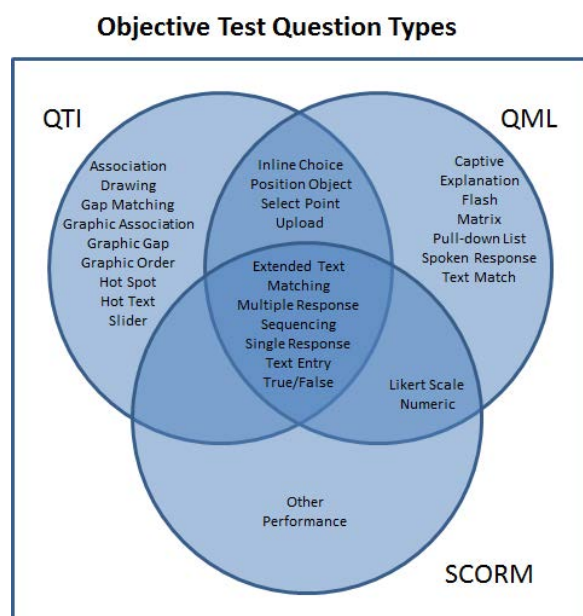 Objective Test Question Types
QTI
QML
Association
Drawing
Gap Matching
Graphic Association
Graphic Gap
Graphic Order
Hot Spot
Hot Text
Slider
Inline Choice
Position Object
Select Point
Upload
Captive
Explanation
Flash
Matrix
Pull-down List
Spoken Response
Text Match
Extended Text
Matching
Multiple Response
Sequencing
Single Response
Text Entry
True/False
Likert Scale
Numeric
Other
Performance
SCORM